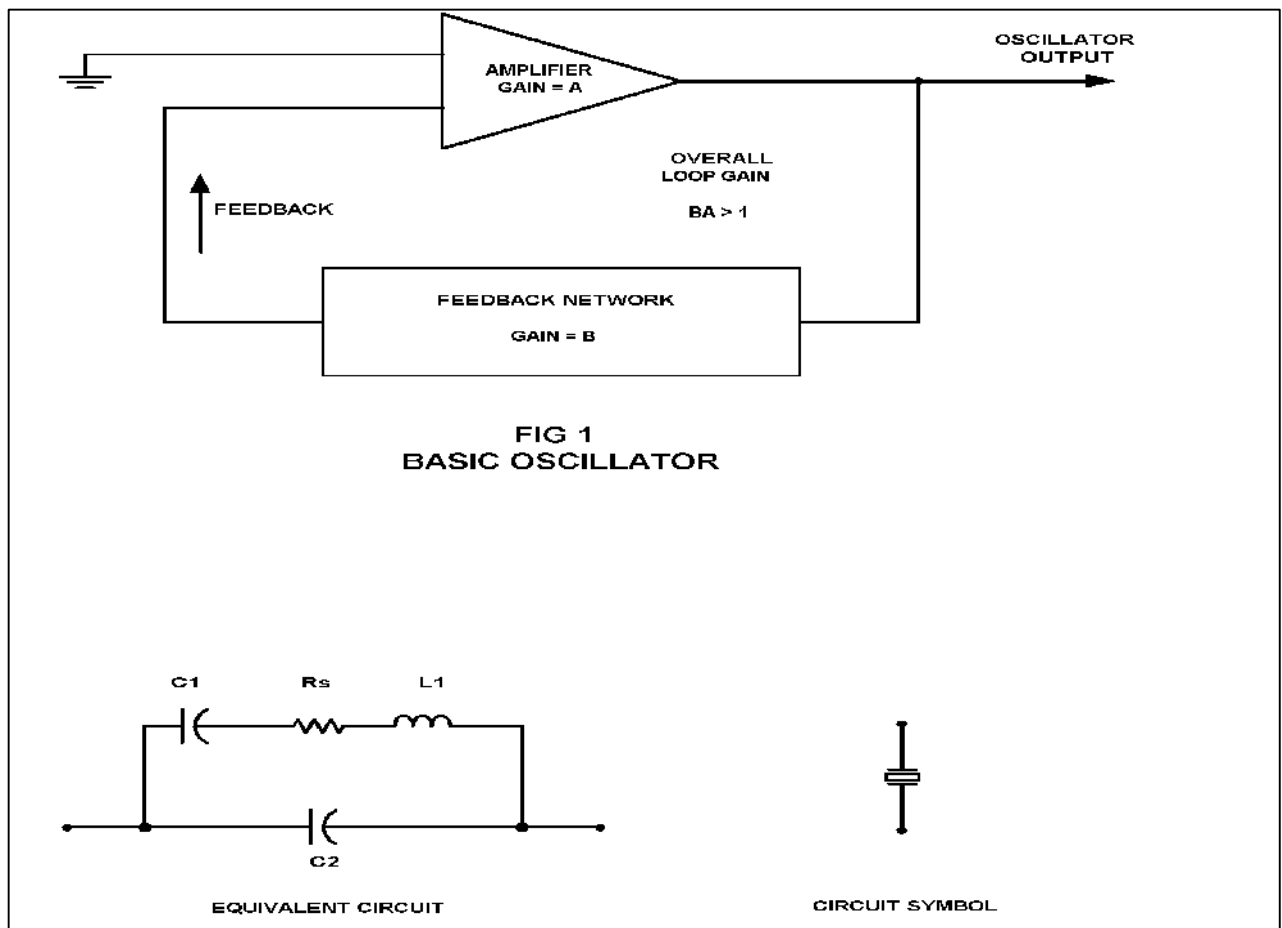 OSCILLATOR
OUTPUT
AMPLIFIER
GAIN = A
OVERALL
LOOP GAIN
BA > 1
FEEDBACK
FEEDBACK NETWORK
GAIN = B
FIG 1
BASIC OSCILLATOR
C1
Rs
L1
C2
EQUIVALENT CIRCUIT
CIRCUIT SYMBOL